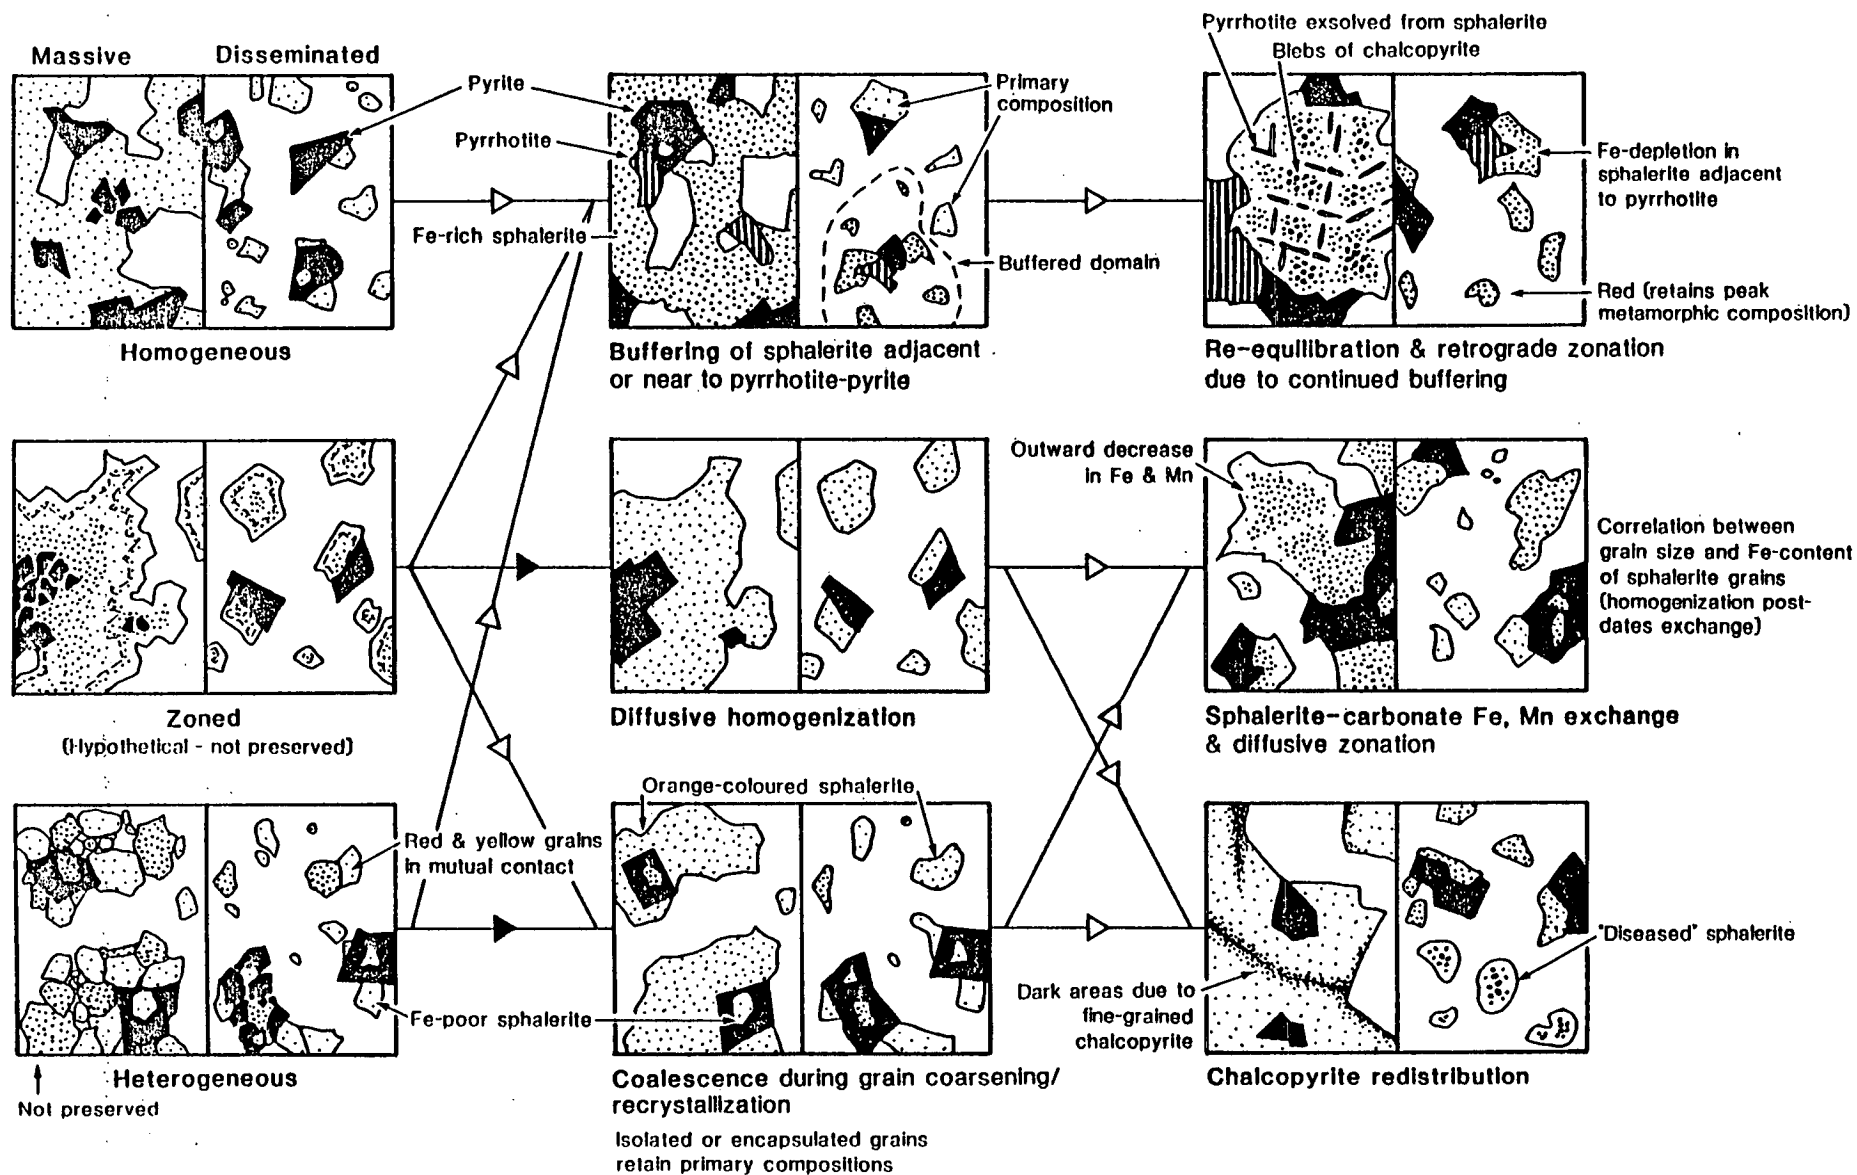 Massive
Disseminated
Pyrite
Pyrrhotite
Fe-rich sphalerite
Homogeneous
Primary
composition
Buffered domain
Buffering of sphalerite adjacent
or near to pyrrhotite-pyrite
Pyrrhotite exsolved from sphalerite
Blebs of chalcopyrite
Fe-depletion in
sphalerite adjacent
to pyrrhotite
Red (retains peak
metamorphic composition)
Re-equilibration & retrograde zonation
due to continued buffering
Zoned
(Hypothetical - not preserved)
Diffusive homogenization
Outward decrease
in Fe & Mn
Correlation between
grain size and Fe-content
of sphalerite grains
(homogenization post-
dates exchange)
Sphalerite-carbonate Fe, Mn exchange
& diffusive zonation
Red & yellow grains
in mutual contact
Fe-poor sphalerite
Heterogeneous
Not preserved
Orange-coloured sphalerite
Coalescence during grain coarsening/
recrystallization
Isolated or encapsulated grains
retain primary compositions
Dark areas due to
fine-grained
chalcopyrite
"Diseased" sphalerite
Chalcopyrite redistribution